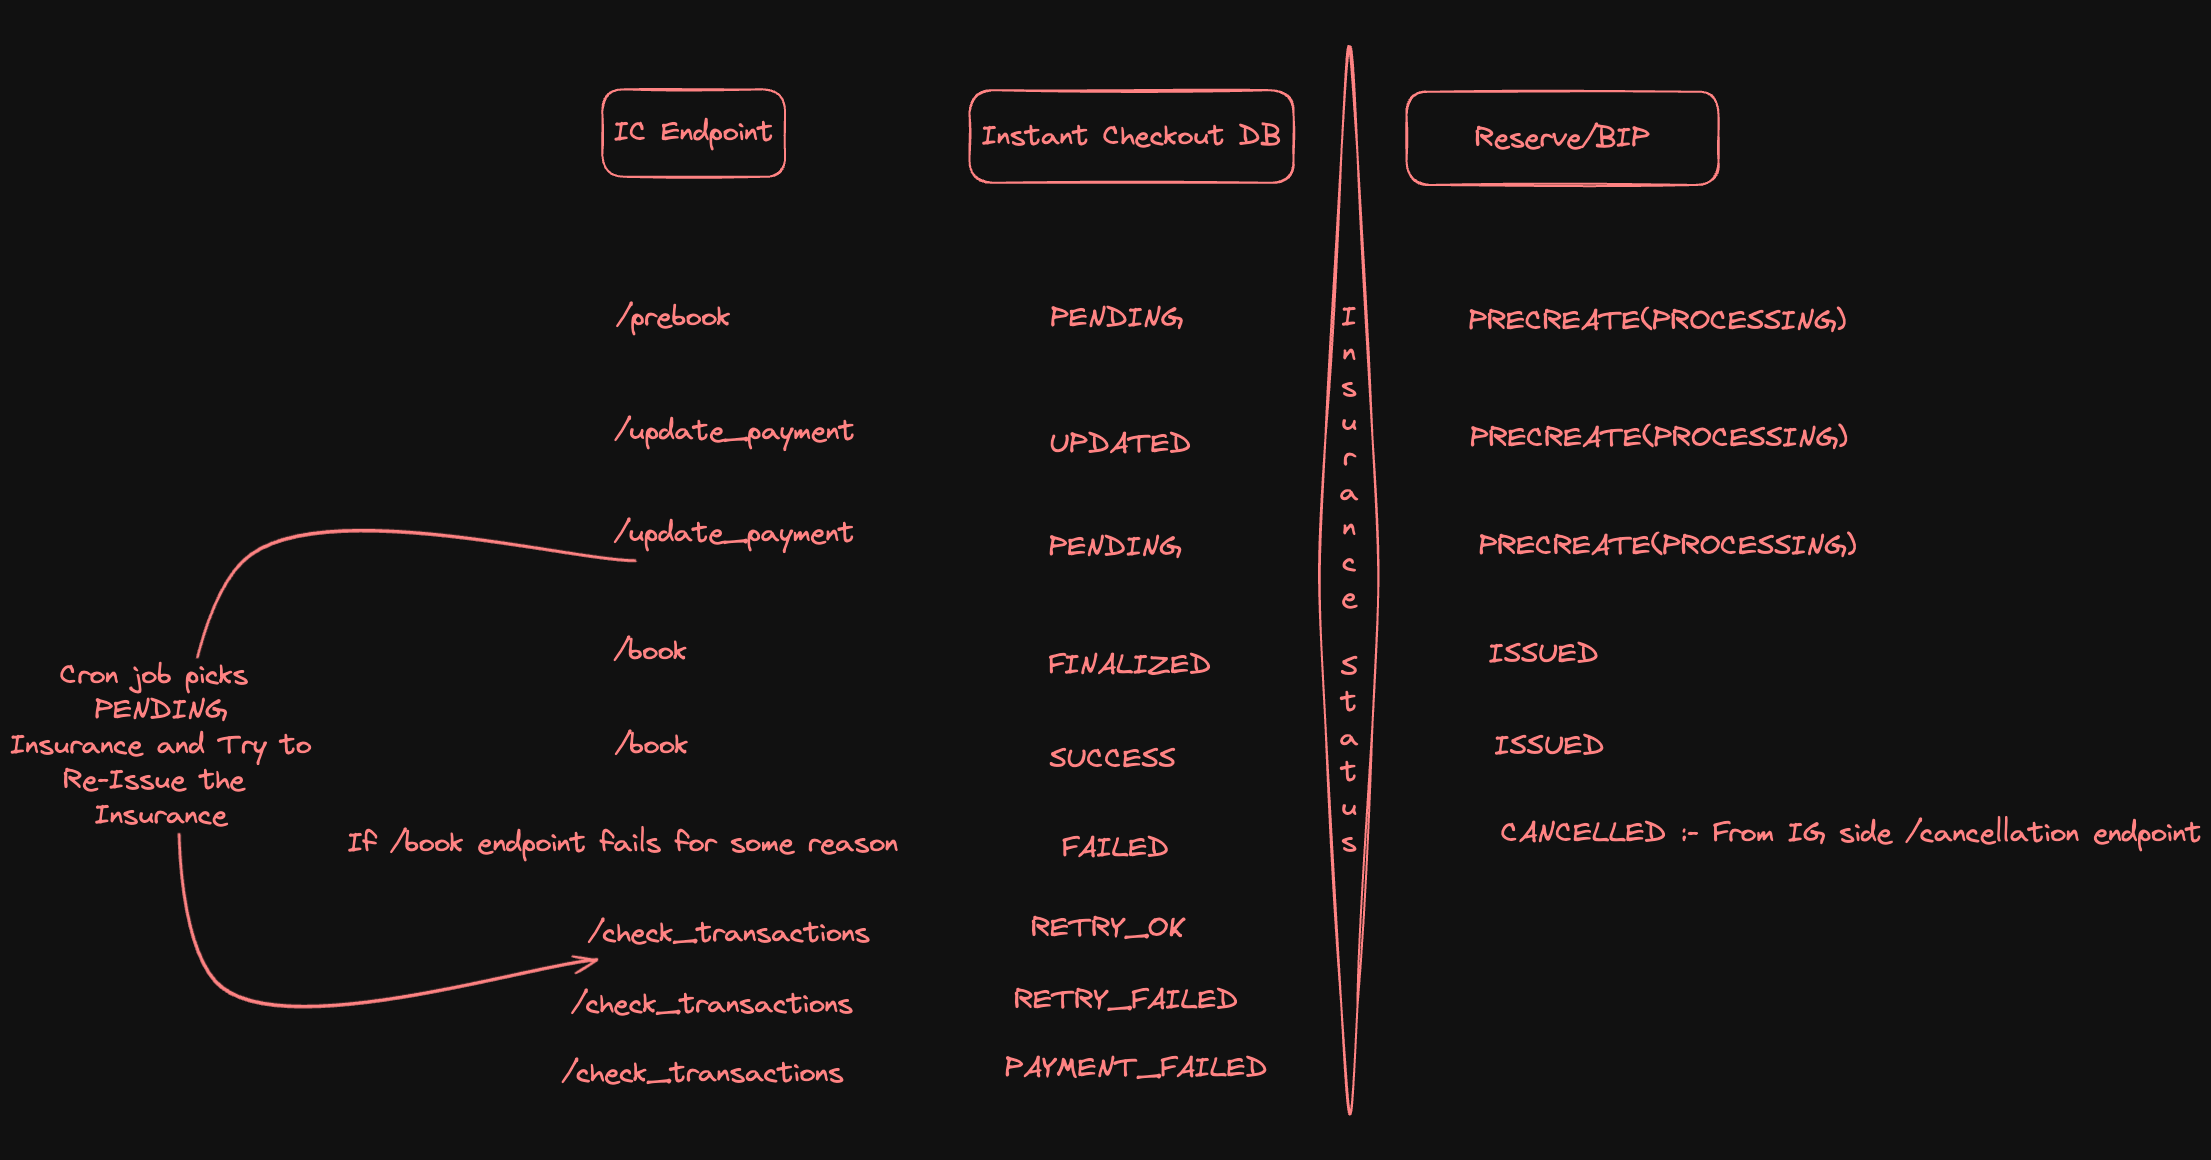 IC Endpoint
Instant Checkout DB
Reserve/BIP
Insurance Status
/prebook
PENDING
PRECREATE(PROCESSING)
/update_payment
UPDATED
PRECREATE(PROCESSING)
/update_payment
PENDING
PRECREATE(PROCESSING)
/book
FINALIZED
ISSUED
/book
SUCCESS
ISSUED
Cron job picks
PENDING
Insurance and Try to
Re-Issue the
Insurance
If /book endpoint fails for some reason
FAILED
CANCELLED :- From IG side /cancellation endpoint
/check_transactions
RETRY_OK
/check_transactions
RETRY_FAILED
/check_transactions
PAYMENT_FAILED